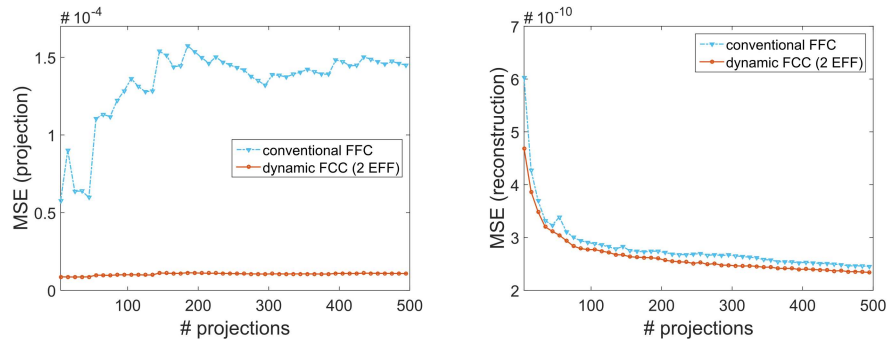 # 10^-4
1.5
1
0.5
0
MSE (projection)
conventional FFC
dynamic FCC (2 EFF)
100 200 300 400 500
# projections
# 10^-10
7
6
5
4
3
2
MSE (reconstruction)
conventional FFC
dynamic FCC (2 EFF)
100 200 300 400 500
# projections